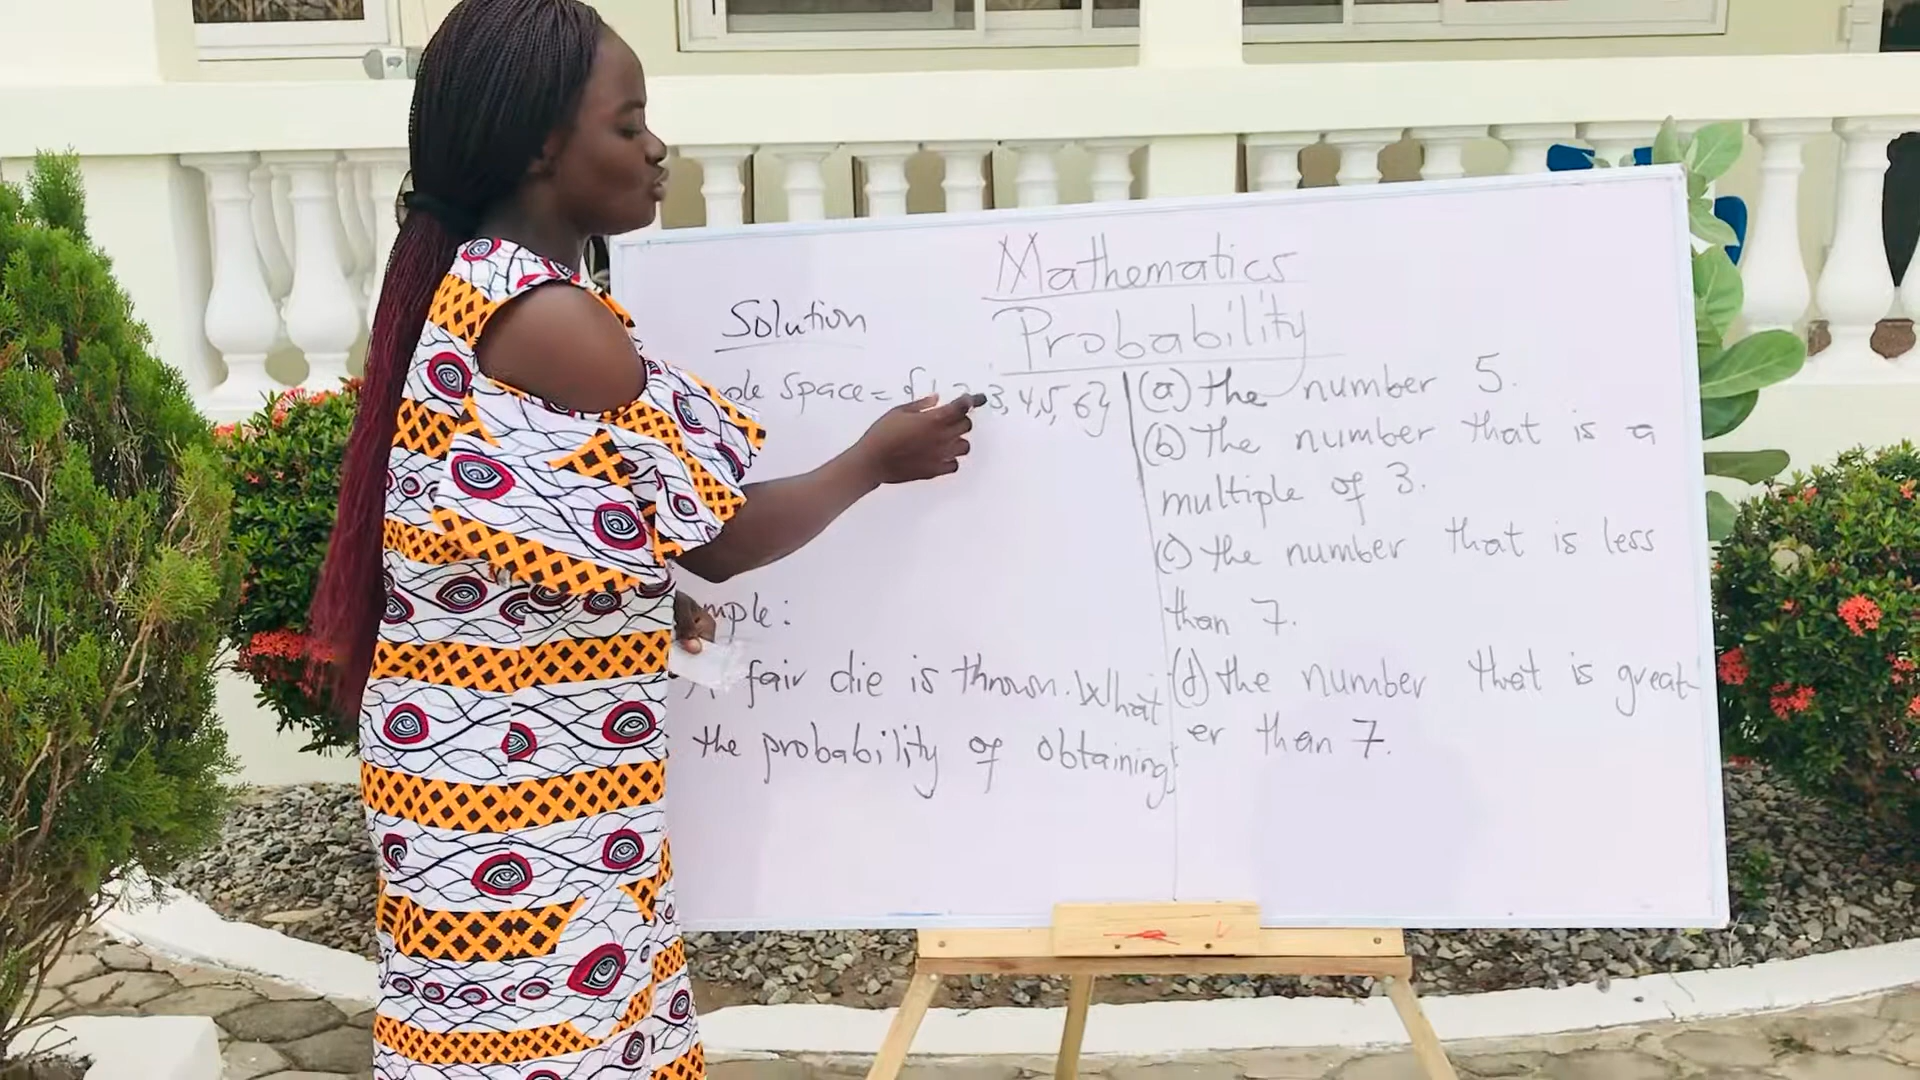 Mathematics
Probability
Solution
ple Space = {1, 2, 3, 4, 5, 6}
mple:
A fair die is thrown. What
the probability of obtaining;
(a) the number 5.
(b) the number that is a
multiple of 3.
(c) the number that is less
than 7.
(d) the number that is great-
er than 7.